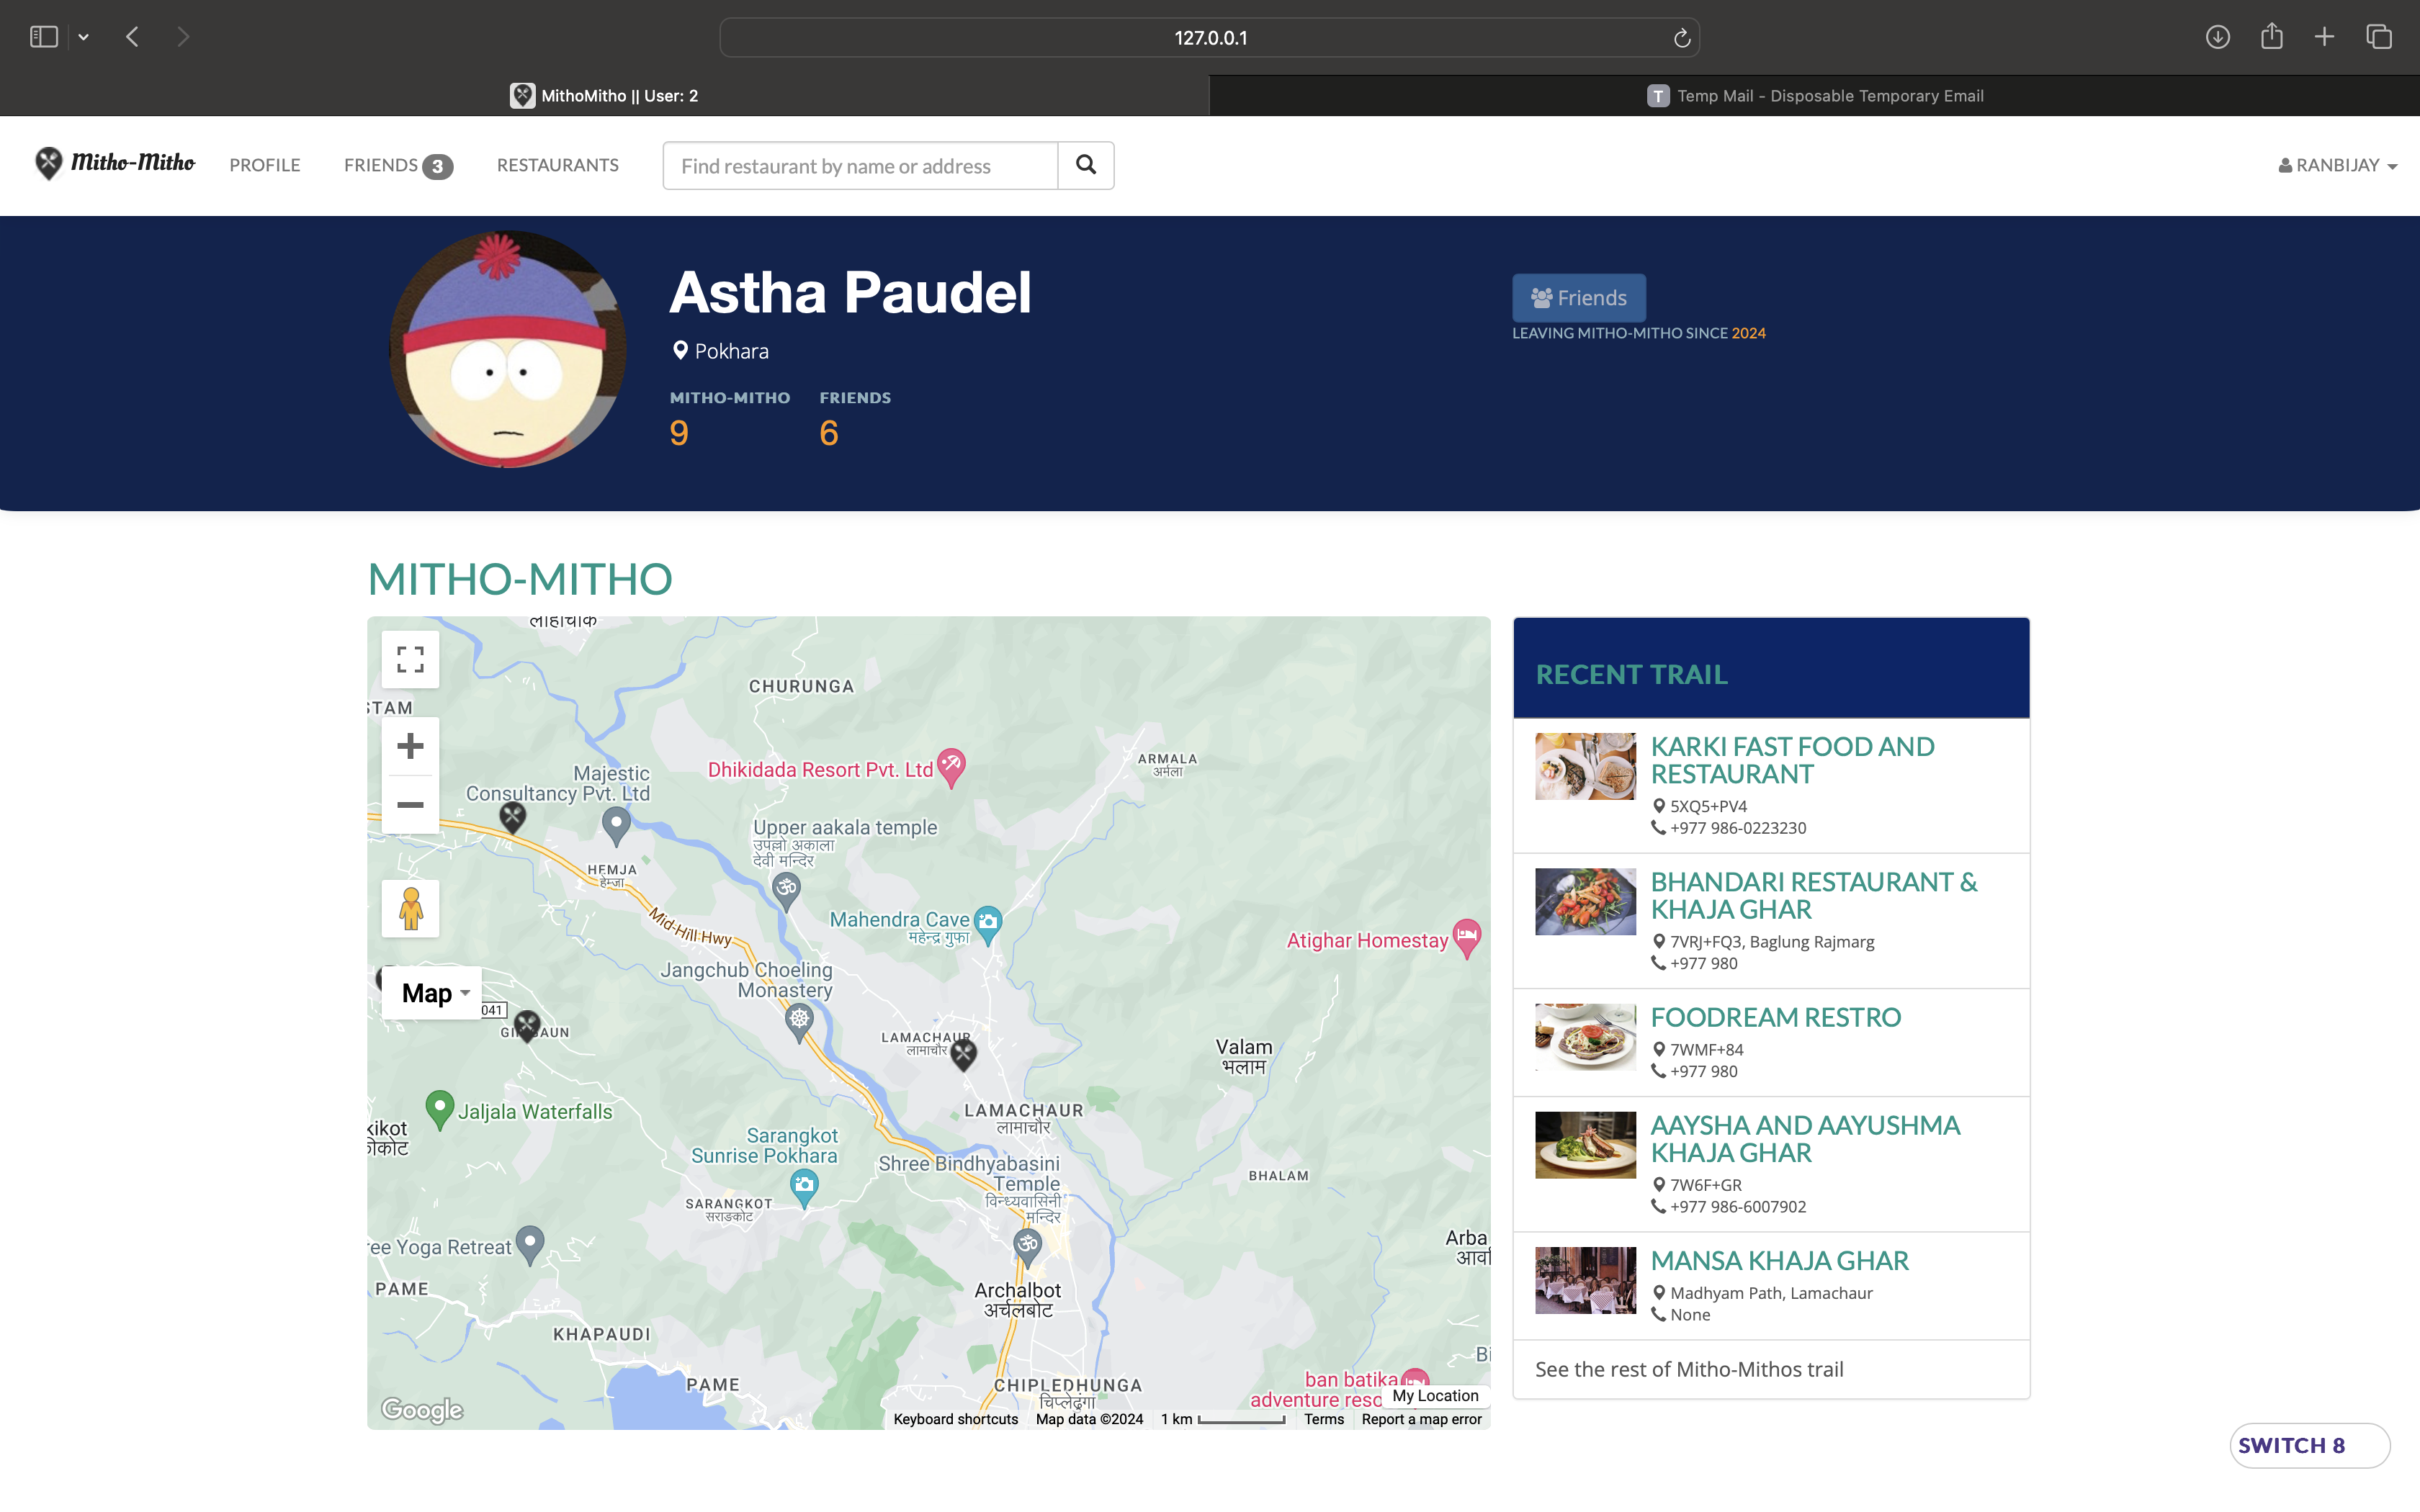 127.0.0.1
MithoMitho || User: 2
T Temp Mail - Disposable Temporary Email
Mitho-Mitho
PROFILE
FRIENDS 3
RESTAURANTS
Find restaurant by name or address
RANBIJAY
Astha Paudel
Pokhara
MITHO-MITHO FRIENDS
9 6
Friends
LEAVING MITHO-MITHO SINCE 2024
MITHO-MITHO
CHURUNGA
Dhikidada Resort Pvt. Ltd
ARMALA
अर्मला
Majestic
Consultancy Pvt. Ltd
Upper aakala temple
उपल्लो अकाला
देवी मन्दिर
HEMJA
हेम्जा
Mid-Hill Hwy
Mahendra Cave
महेन्द्र गुफा
Atighar Homestay
Jangchub Choeling
Monastery
Map
041
LAMACHAUR
लामाचौर
Valam
भलाम
Jaljala Waterfalls
LAMACHAUR
लामाचौर
Sarangkot
Sunrise Pokhara
Shree Bindhyabasini
Temple
विन्ध्यवासिनी
मन्दिर
BHALAM
SARANGKOT
सराङकोट
ree Yoga Retreat
Arba
PAME
Archalbot
अर्चलबोट
KHAPAUDI
PAME
CHIPLEDHUNGA
चिप्लेढुंगा
ban batika
adventure reso
My Location
Google
Keyboard shortcuts Map data ©2024 1 km Terms Report a map error
RECENT TRAIL
KARKI FAST FOOD AND
RESTAURANT
5XQ5+PV4
+977 986-0223230
BHANDARI RESTAURANT &
KHAJA GHAR
7VRJ+FQ3, Baglung Rajmarg
+977 980
FOODREAM RESTRO
7WMF+84
+977 980
AAYSHA AND AAYUSHMA
KHAJA GHAR
7W6F+GR
+977 986-6007902
MANSA KHAJA GHAR
Madhyam Path, Lamachaur
None
See the rest of Mitho-Mithos trail
SWITCH 8